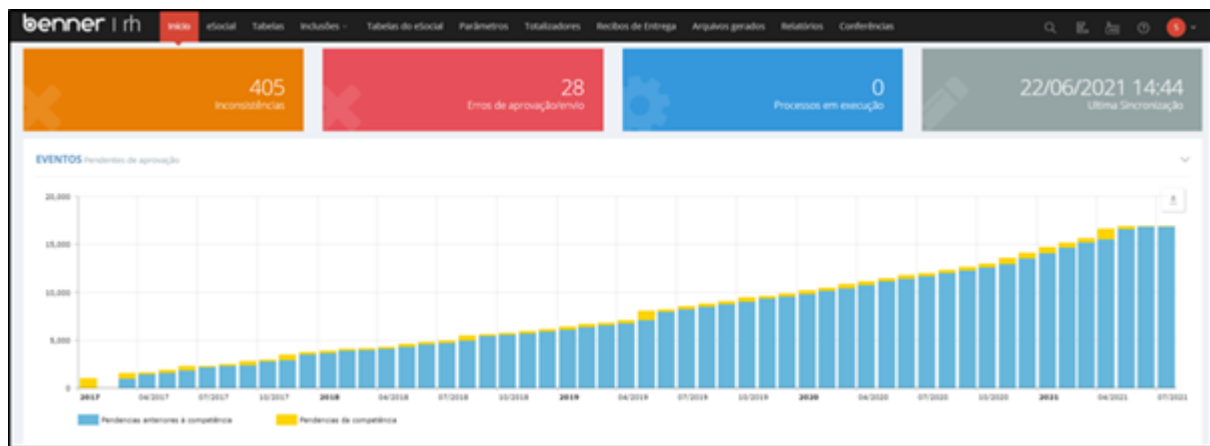 benner | rh Início eSocial Tabelas Inclusões Tabelas do eSocial Parâmetros Totalizadores Recibos de Entrega Arquivos gerados Relatórios Conferências S
405 28 0 22/06/2021 14:44
Inconsistências Erros de aprovação/envio Processos em execução Ultima Sincronização
EVENTOS Pendentes de aprovação
20,000
15,000
10,000
5,000
0
2017 04/2017 07/2017 10/2017 2018 04/2018 07/2018 10/2018 2019 04/2019 07/2019 10/2019 2020 04/2020 07/2020 10/2020 2021 04/2021 07/2021
Pendencias anteriores à competência Pendencias da competência